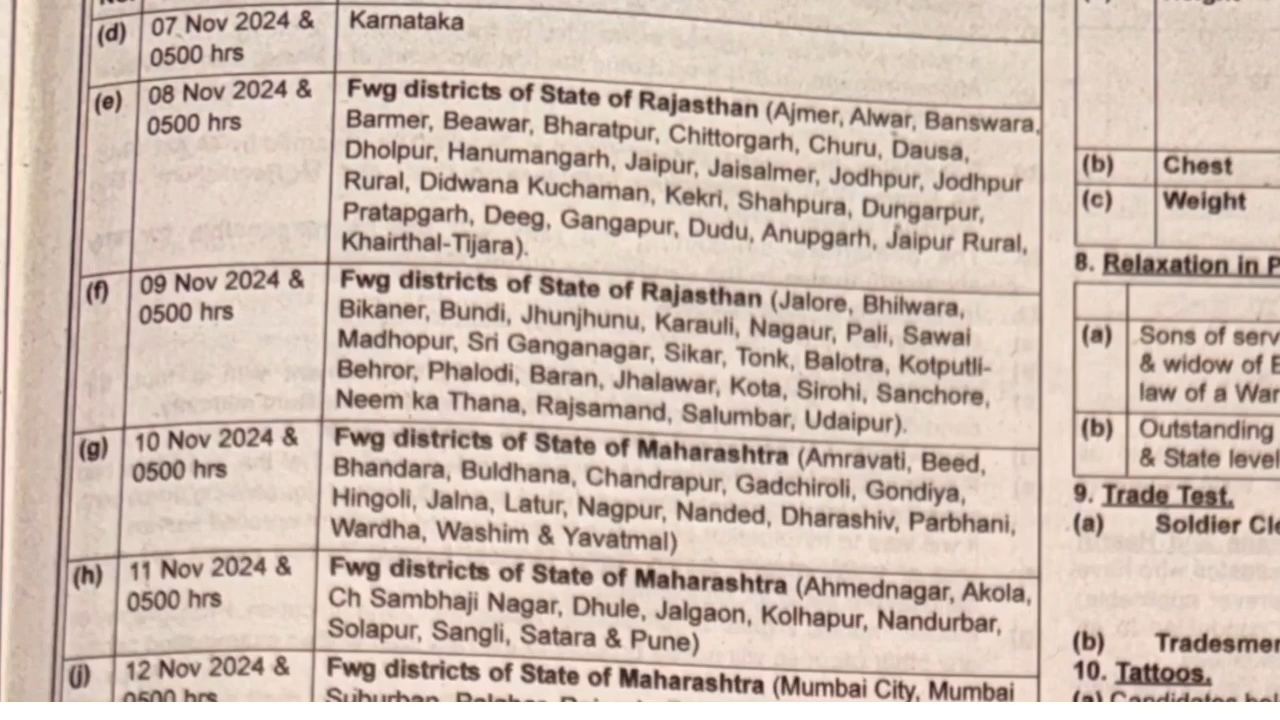 (d) 07 Nov 2024 & Karnataka
0500 hrs
(e) 08 Nov 2024 & Fwg districts of State of Rajasthan (Ajmer, Alwar, Banswara,
0500 hrs Barmer, Beawar, Bharatpur, Chittorgarh, Churu, Dausa,
Dholpur, Hanumangarh, Jaipur, Jaisalmer, Jodhpur, Jodhpur
Rural, Didwana Kuchaman, Kekri, Shahpura, Dungarpur,
Pratapgarh, Deeg, Gangapur, Dudu, Anupgarh, Jaipur Rural,
Khairthal-Tijara).
(f) 09 Nov 2024 & Fwg districts of State of Rajasthan (Jalore, Bhilwara,
0500 hrs Bikaner, Bundi, Jhunjhunu, Karauli, Nagaur, Pali, Sawai
Madhopur, Sri Ganganagar, Sikar, Tonk, Balotra, Kotputli-
Behror, Phalodi, Baran, Jhalawar, Kota, Sirohi, Sanchore,
Neem ka Thana, Rajsamand, Salumbar, Udaipur).
(g) 10 Nov 2024 & Fwg districts of State of Maharashtra (Amravati, Beed,
0500 hrs Bhandara, Buldhana, Chandrapur, Gadchiroli, Gondiya,
Hingoli, Jalna, Latur, Nagpur, Nanded, Dharashiv, Parbhani,
Wardha, Washim & Yavatmal)
(h) 11 Nov 2024 & Fwg districts of State of Maharashtra (Ahmednagar, Akola,
0500 hrs Ch Sambhaji Nagar, Dhule, Jalgaon, Kolhapur, Nandurbar,
Solapur, Sangli, Satara & Pune)
(j) 12 Nov 2024 & Fwg districts of State of Maharashtra (Mumbai City, Mumbai
0500 hrs Suburban,
(b) Chest
(c) Weight
8. Relaxation in P
(a) Sons of serv
& widow of E
law of a War
(b) Outstanding
& State level
9. Trade Test.
(a) Soldier Cle
(b) Tradesmen
10. Tattoos.
(a) Candidates